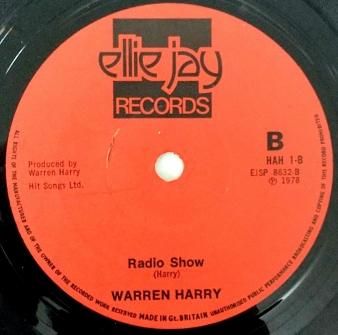 ellie jay
RECORDS
B
HAH 1-B
EJSP 8632-B
℗ 1978
Produced by
Warren Harry
Hit Songs Ltd.
Radio Show
(Harry)
WARREN HARRY
ALL RIGHTS OF THE MANUFACTURER AND OF THE OWNER OF THE RECORDED WORK RESERVED MADE IN Gt. BRITAIN UNAUTHORISED PUBLIC PERFORMANCE BROADCASTING AND COPYING OF THIS RECORD PROHIBITED